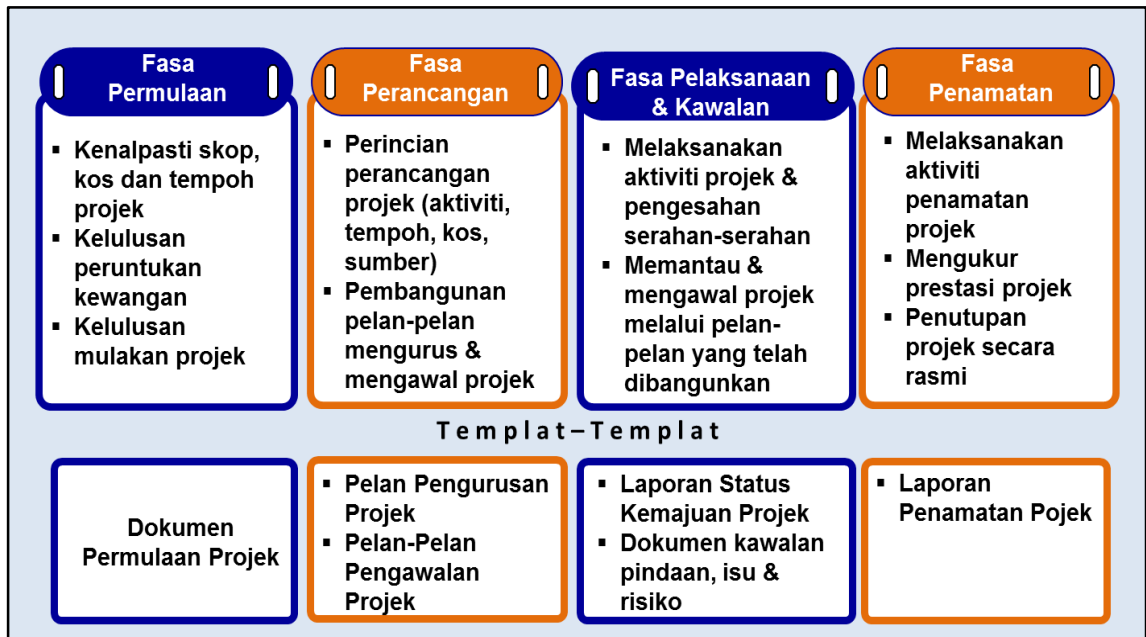 Fasa
Permulaan
▪ Kenalpasti skop,
kos dan tempoh
projek
▪ Kelulusan
peruntukan
kewangan
▪ Kelulusan
mulakan projek
Fasa
Perancangan
▪ Perincian
perancangan
projek (aktiviti,
tempoh, kos,
sumber)
▪ Pembangunan
pelan-pelan
mengurus &
mengawal projek
Fasa Pelaksanaan
& Kawalan
▪ Melaksanakan
aktiviti projek &
pengesahan
serahan-serahan
▪ Memantau &
mengawal projek
melalui pelan-
pelan yang telah
dibangunkan
Fasa
Penamatan
▪ Melaksanakan
aktiviti
penamatan
projek
▪ Mengukur
prestasi projek
▪ Penutupan
projek secara
rasmi
Templat–Templat
Dokumen
Permulaan Projek
▪ Pelan Pengurusan
Projek
▪ Pelan-Pelan
Pengawalan
Projek
▪ Laporan Status
Kemajuan Projek
▪ Dokumen kawalan
pindaan, isu &
risiko
▪ Laporan
Penamatan Pojek